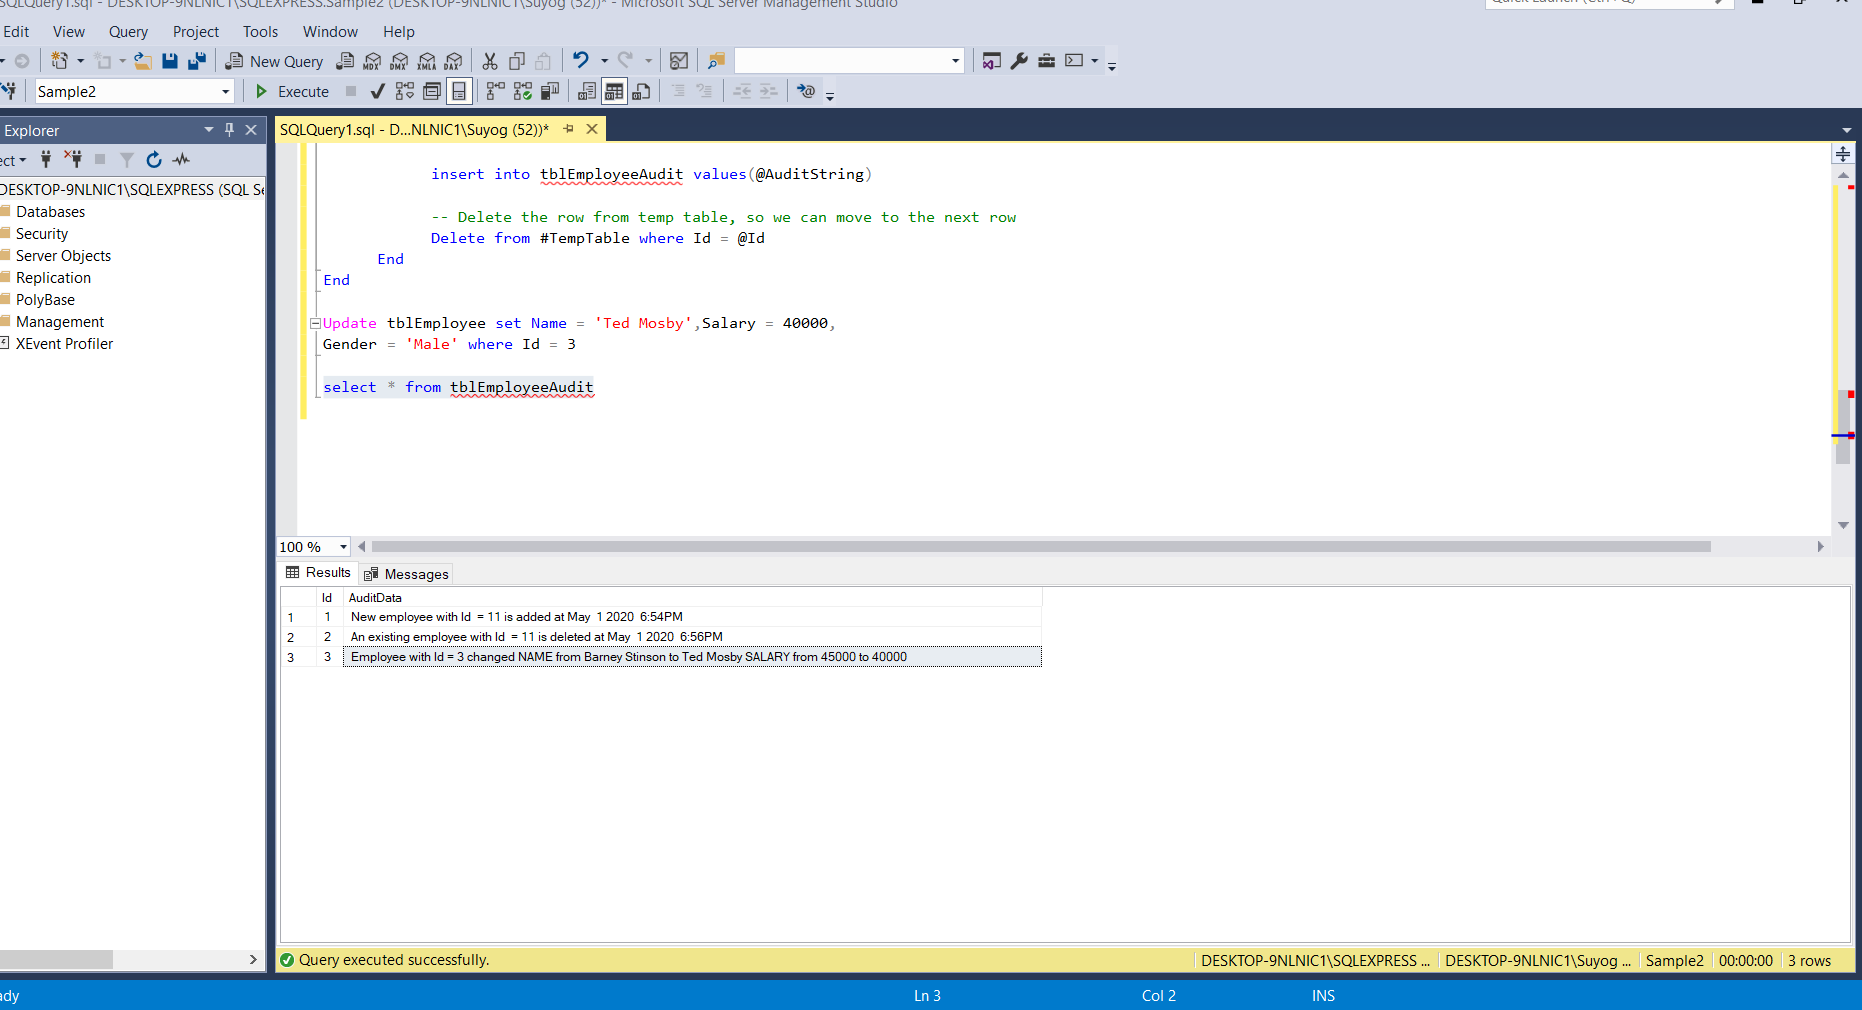 SQLQuery1.sql - DESKTOP-9NLNIC1\SQLEXPRESS.Sample2 (DESKTOP-9NLNIC1\Suyog (52))* - Microsoft SQL Server Management Studio
Quick Launch (Ctrl+Q)
Edit View Query Project Tools Window Help
New Query MDX DMX XMLA DAX
Sample2 Execute
Explorer
SQLQuery1.sql - D...NLNIC1\Suyog (52))*
ect
DESKTOP-9NLNIC1\SQLEXPRESS (SQL Se
Databases
Security
Server Objects
Replication
PolyBase
Management
XEvent Profiler
insert into tblEmployeeAudit values(@AuditString)
-- Delete the row from temp table, so we can move to the next row
Delete from #TempTable where Id = @Id
End
End
Update tblEmployee set Name = 'Ted Mosby',Salary = 40000,
Gender = 'Male' where Id = 3
select * from tblEmployeeAudit
100 %
Results Messages
Id AuditData
1 1 New employee with Id = 11 is added at May 1 2020 6:54PM
2 2 An existing employee with Id = 11 is deleted at May 1 2020 6:56PM
3 3 Employee with Id = 3 changed NAME from Barney Stinson to Ted Mosby SALARY from 45000 to 40000
Query executed successfully. DESKTOP-9NLNIC1\SQLEXPRESS ... DESKTOP-9NLNIC1\Suyog ... Sample2 00:00:00 3 rows
ady Ln 3 Col 2 INS